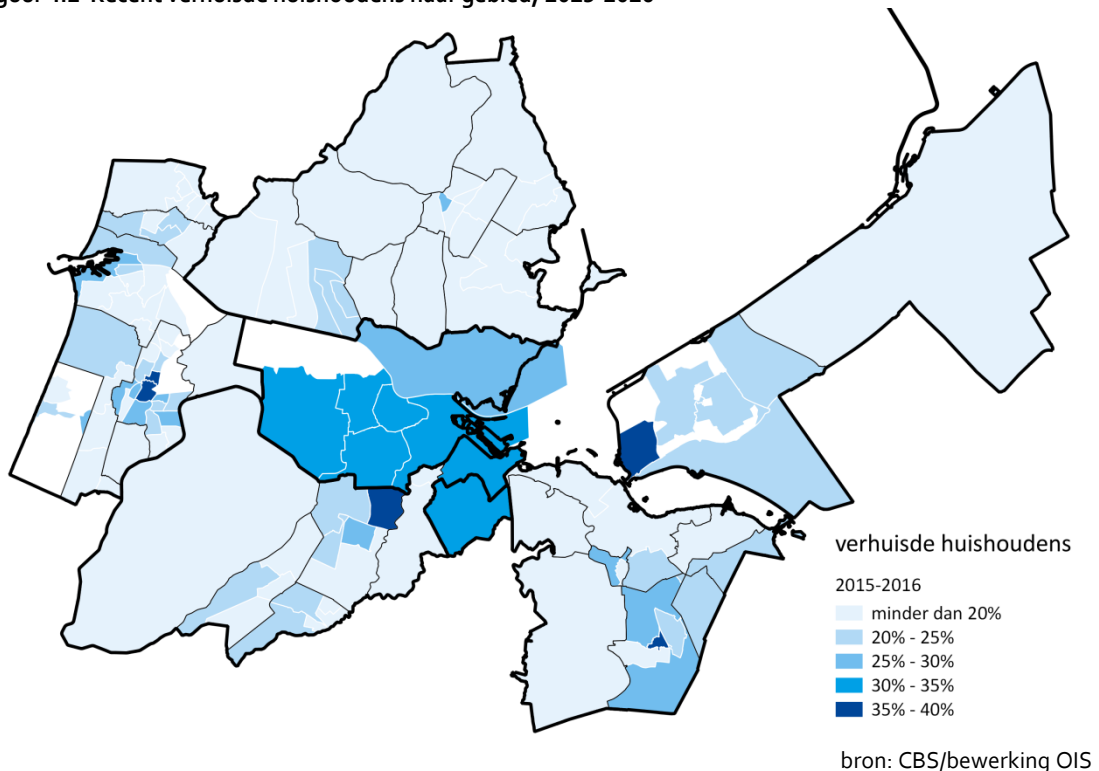 verhuisde huishoudens
2015-2016
minder dan 20%
20% - 25%
25% - 30%
30% - 35%
35% - 40%
bron: CBS/bewerking OIS